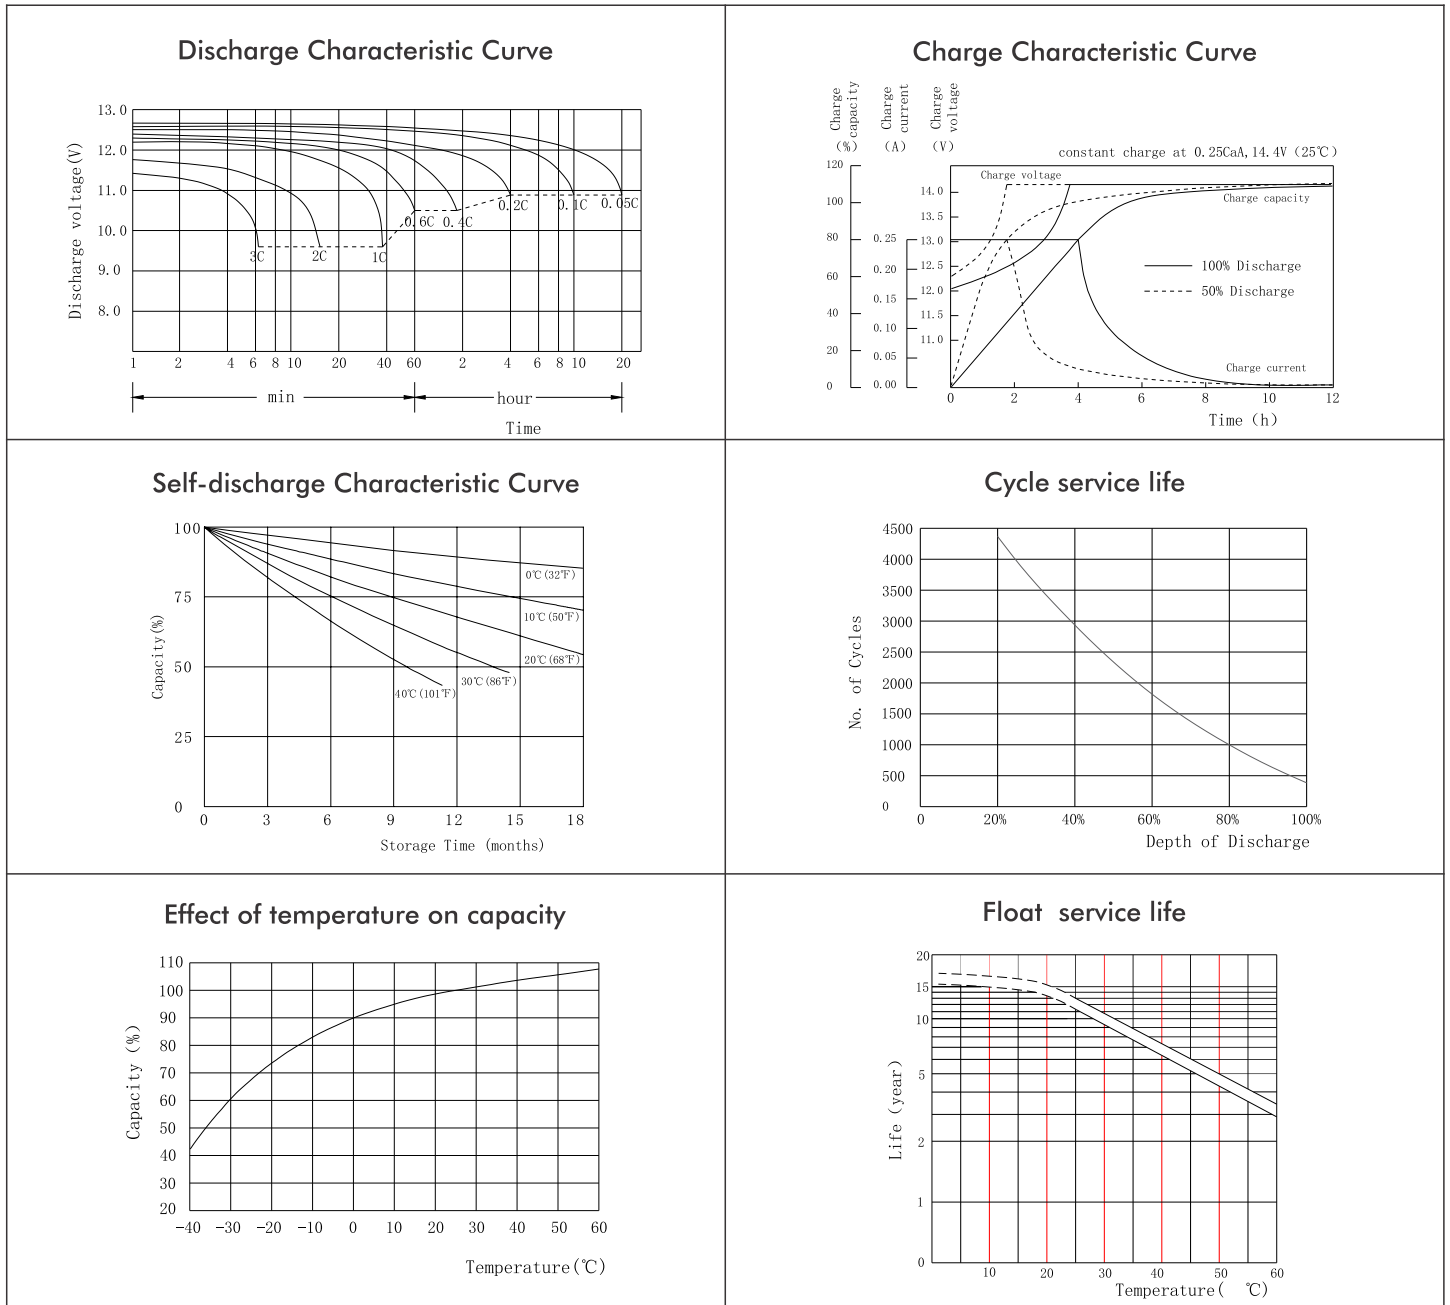 Discharge Characteristic Curve
Discharge voltage(V)
13.0
12.0
11.0
10.0
9.0
8.0
3C
2C
1C
0.6C
0.4C
0.2C
0.1C
0.05C
1 2 4 6 8 10 20 40 60 2 4 6 8 10 20
min hour
Time
Charge Characteristic Curve
Charge capacity
Charge current
Charge voltage
(%) (A) (V)
constant charge at 0.25CaA,14.4V (25℃)
120
100
80
60
40
20
0
0.25
0.20
0.15
0.10
0.05
0.00
14.0
13.5
13.0
12.5
12.0
11.5
11.0
Charge voltage
Charge capacity
100% Discharge
50% Discharge
Charge current
0 2 4 6 8 10 12
Time (h)
Self-discharge Characteristic Curve
Capacity(%)
100
75
50
25
0
0℃(32℉)
10℃(50℉)
20℃(68℉)
30℃(86℉)
40℃(101℉)
0 3 6 9 12 15 18
Storage Time (months)
Cycle service life
No. of Cycles
4500
4000
3500
3000
2500
2000
1500
1000
500
0
0 20% 40% 60% 80% 100%
Depth of Discharge
Effect of temperature on capacity
Capacity (%)
110
100
90
80
70
60
50
40
30
20
-40 -30 -20 -10 0 10 20 30 40 50 60
Temperature(℃)
Float service life
Life (year)
20
15
10
5
2
1
0
10 20 30 40 50 60
Temperature( ℃)